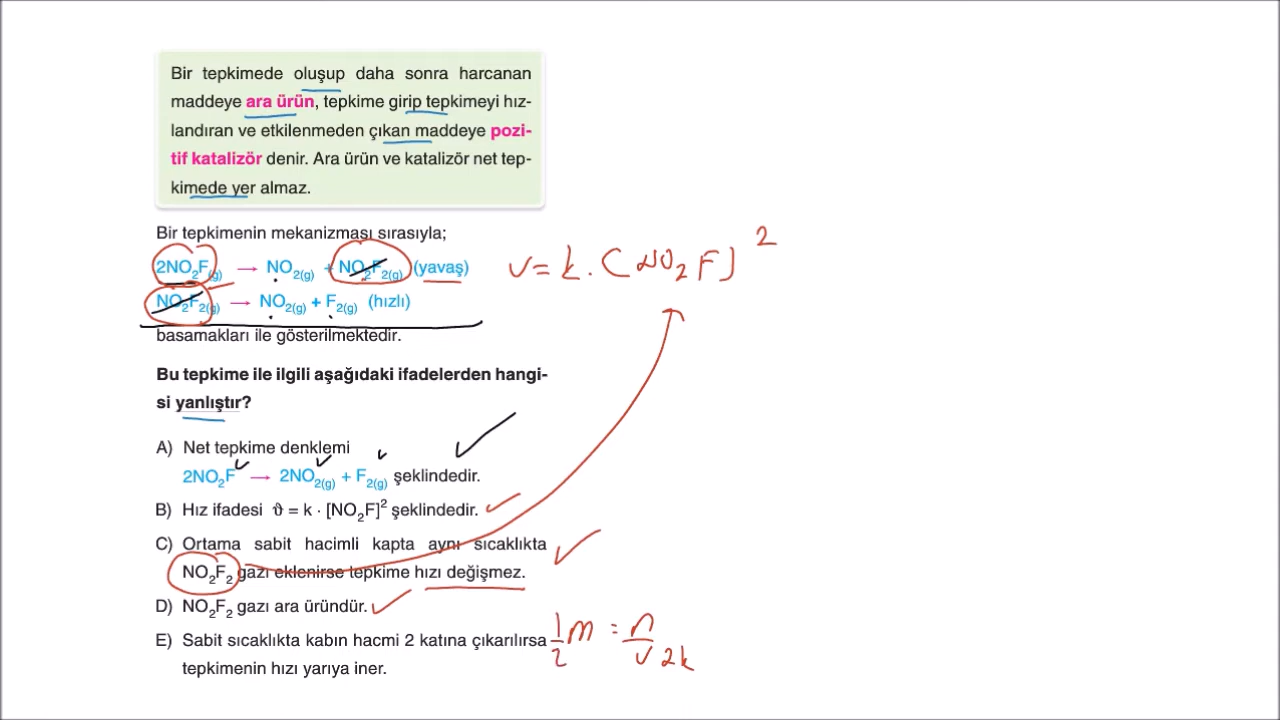 Bir tepkimede oluşup daha sonra harcanan
maddeye ara ürün, tepkime girip tepkimeyi hız-
landıran ve etkilenmeden çıkan maddeye pozi-
tif katalizör denir. Ara ürün ve katalizör net tep-
kimede yer almaz.
Bir tepkimenin mekanizması sırasıyla;
2NO₂F(g) → NO₂(g) + NO₂F₂(g) (yavaş)
V = k . (NO₂F)²
NO₂F₂(g) → NO₂(g) + F₂(g) (hızlı)
basamakları ile gösterilmektedir.
Bu tepkime ile ilgili aşağıdaki ifadelerden hangi-
si yanlıştır?
A) Net tepkime denklemi
2NO₂F → 2NO₂(g) + F₂(g) şeklindedir.
B) Hız ifadesi ϑ = k · [NO₂F]² şeklindedir.
C) Ortama sabit hacimli kapta aynı sıcaklıkta
NO₂F₂ gazı eklenirse tepkime hızı değişmez.
D) NO₂F₂ gazı ara üründür.
E) Sabit sıcaklıkta kabın hacmi 2 katına çıkarılırsa
tepkimenin hızı yarıya iner.
1/2 m = n/V 2k